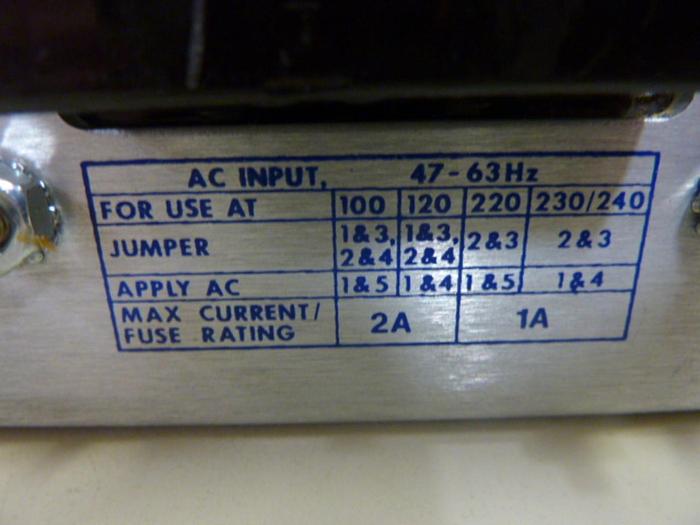 AC INPUT, 47-63Hz
FOR USE AT 100 120 220 230/240
JUMPER 1&3, 2&4 1&3, 2&4 2&3 2&3
APPLY AC 1&5 1&4 1&5 1&4
MAX CURRENT/ FUSE RATING 2A 1A